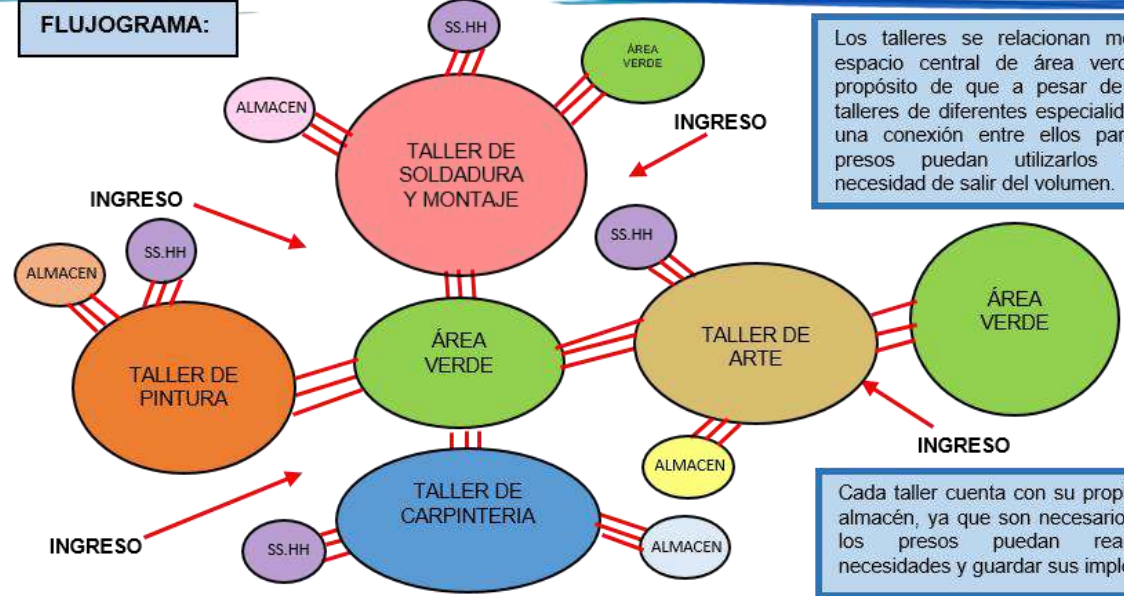 FLUJOGRAMA:
SS.HH
ÁREA
VERDE
ALMACEN
TALLER DE
SOLDADURA
Y MONTAJE
INGRESO
Los talleres se relacionan
espacio central de área
propósito de que a pesar de
talleres de diferentes
una conexión entre ellos
presos puedan utilizarlos
necesidad de salir del volumen.
INGRESO
SS.HH
ALMACEN
SS.HH
TALLER DE
PINTURA
ÁREA
VERDE
TALLER DE
ARTE
ÁREA
VERDE
INGRESO
ALMACEN
TALLER DE
CARPINTERIA
INGRESO
SS.HH
ALMACEN
Cada taller cuenta con su
almacén, ya que son
los presos puedan
necesidades y guardar sus